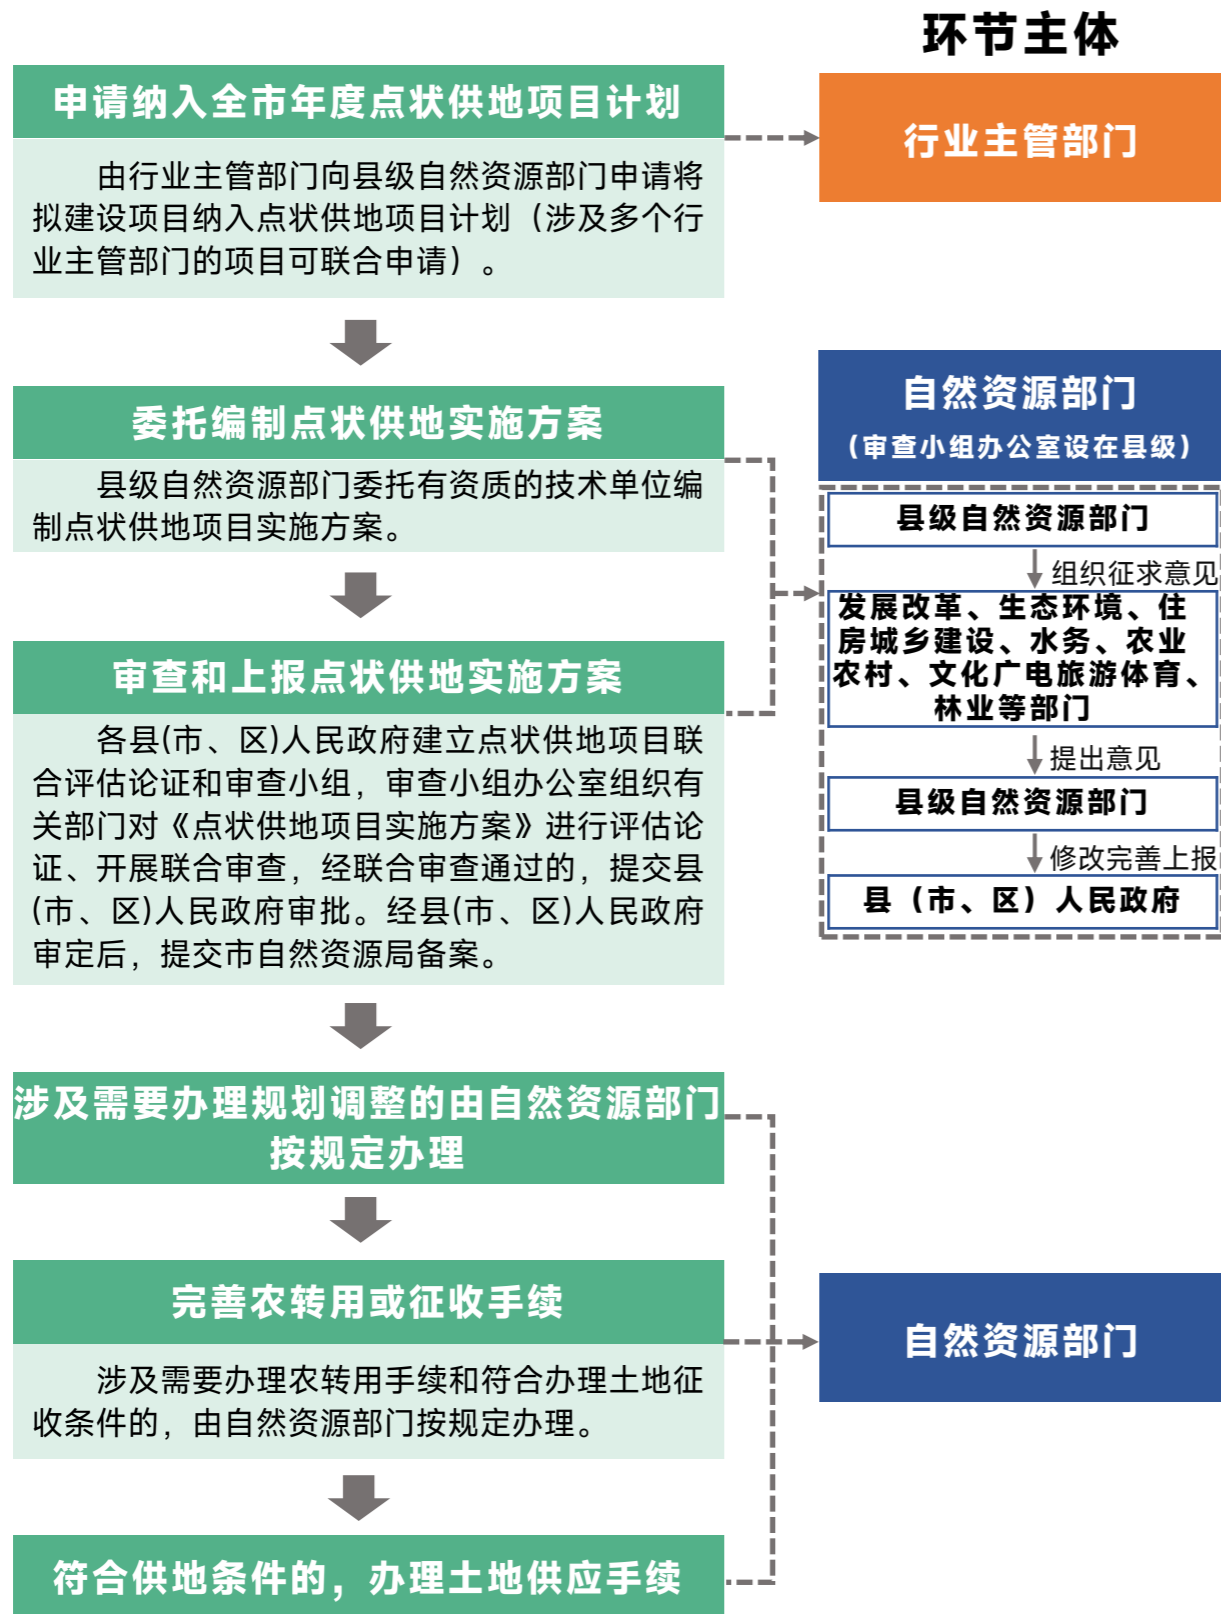 环节主体
申请纳入全市年度点状供地项目计划
行业主管部门
由行业主管部门向县级自然资源部门申请将
拟建设项目纳入点状供地项目计划（涉及多个行
业主管部门的项目可联合申请）。
委托编制点状供地实施方案
县级自然资源部门委托有资质的技术单位编
制点状供地项目实施方案。
审查和上报点状供地实施方案
各县(市、区)人民政府建立点状供地项目联
合评估论证和审查小组，审查小组办公室组织有
关部门对《点状供地项目实施方案》进行评估论
证、开展联合审查，经联合审查通过的，提交县
(市、区)人民政府审批。经县(市、区)人民政府
审定后，提交市自然资源局备案。
自然资源部门
（审查小组办公室设在县级）
县级自然资源部门
组织征求意见
发展改革、生态环境、住
房城乡建设、水务、农业
农村、文化广电旅游体育、
林业等部门
提出意见
县级自然资源部门
修改完善上报
县（市、区）人民政府
涉及需要办理规划调整的由自然资源部门
按规定办理
完善农转用或征收手续
涉及需要办理农转用手续和符合办理土地征
收条件的，由自然资源部门按规定办理。
自然资源部门
符合供地条件的，办理土地供应手续